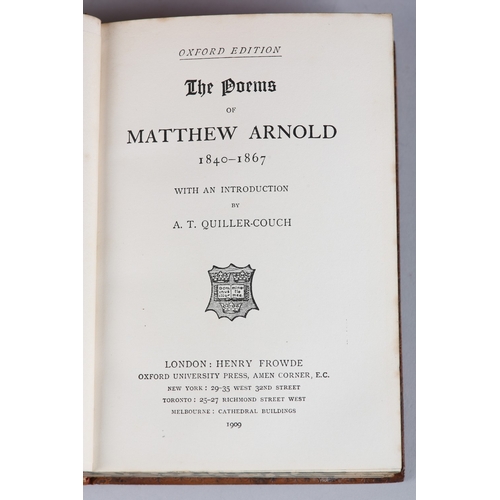 OXFORD EDITION
The Poems
OF
MATTHEW ARNOLD
1840–1867
WITH AN INTRODUCTION
BY
A. T. QUILLER-COUCH
LONDON : HENRY FROWDE
OXFORD UNIVERSITY PRESS, AMEN CORNER, E.C.
NEW YORK : 29–35 WEST 32ND STREET
TORONTO : 25–27 RICHMOND STREET WEST
MELBOURNE : CATHEDRAL BUILDINGS
1909